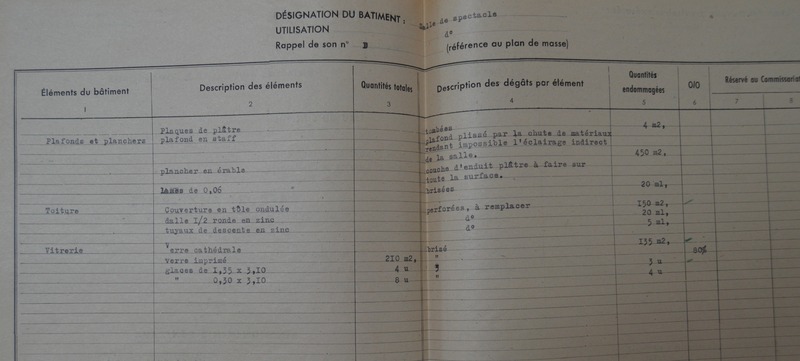 DÉSIGNATION DU BATIMENT: Salle de spectacle
UTILISATION d°
Rappel de son n° B (référence au plan de masse)
Éléments du bâtiment Description des éléments Quantités totales Description des dégâts par élément Quantités endommagées 0/0 Réservé au Commissariat
1 2 3 4 5 6 7 8
Plaques de plâtre tombées 4 m2,
Plafonds et planchers plafond en staff plafond plissd par la chute de matériaux
rendant impossible l'éclairage indirect
de la salle. 450 m2,
plancher en érable couche d'enduit plâtre à faire sur
toute la surface.
lames de 0,06 brisées 20 ml,
Toiture Couverture en tôle ondulée perforées, à remplacer 150 m2,
dalle I/2 ronde en zinc d° 20 ml,
tuyaux de descente en zinc d° 5 ml,
Vitrerie Verre cathédrale brisé 135 m2,
Verre imprimé 210 m2, " 80%
glaces de 1,35 x 3,10 4 u 3 3 u
" 0,30 x 3,10 6 u " 4 u